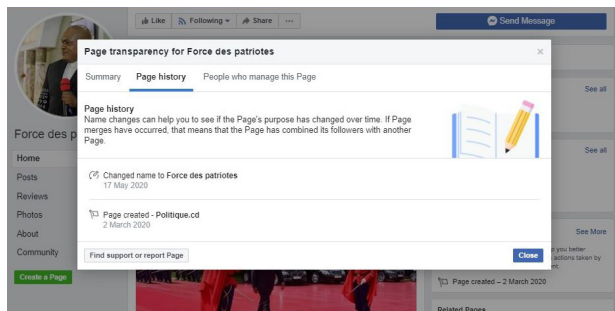 Like
Following
Share
Send Message
Page transparency for Force des patriotes
Summary
Page history
People who manage this Page
See all
Page history
Name changes can help you to see if the Page's purpose has changed over time. If Page
merges have occurred, that means that the Page has combined its followers with another
Page.
Force des p
See all
Home
Changed name to Force des patriotes
17 May 2020
Posts
Reviews
Page created - Politique.cd
2 March 2020
Photos
About
See More
Community
Find support or report Page
Close
you better
actions taken by
Create a Page
Page created – 2 March 2020
Related Pages